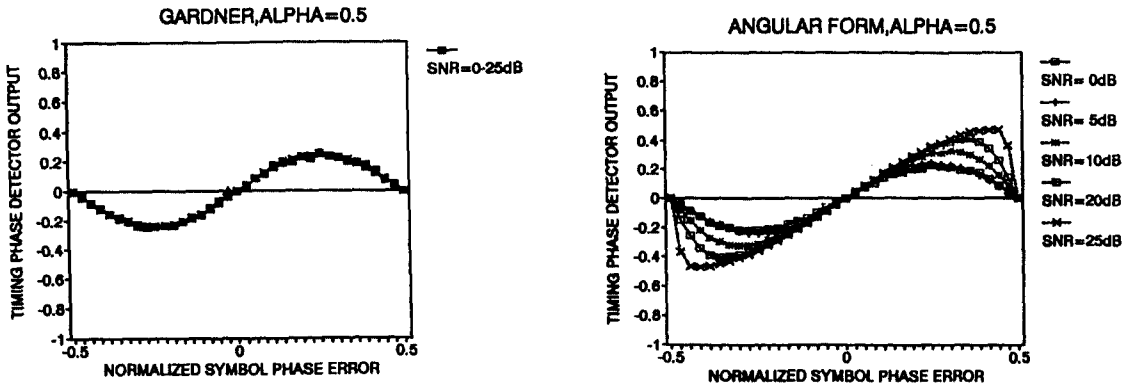 GARDNER,ALPHA=0.5
1
0.8
0.6
0.4
0.2
0
-0.2
-0.4
-0.6
-0.8
-1
-0.5
0
0.5
TIMING PHASE DETECTOR OUTPUT
NORMALIZED SYMBOL PHASE ERROR
SNR=0-25dB
ANGULAR FORM,ALPHA=0.5
1
0.8
0.6
0.4
0.2
0
-0.2
-0.4
-0.6
-0.8
-1
-0.5
0
0.5
TIMING PHASE DETECTOR OUTPUT
NORMALIZED SYMBOL PHASE ERROR
SNR= 0dB
SNR= 5dB
SNR=10dB
SNR=20dB
SNR=25dB